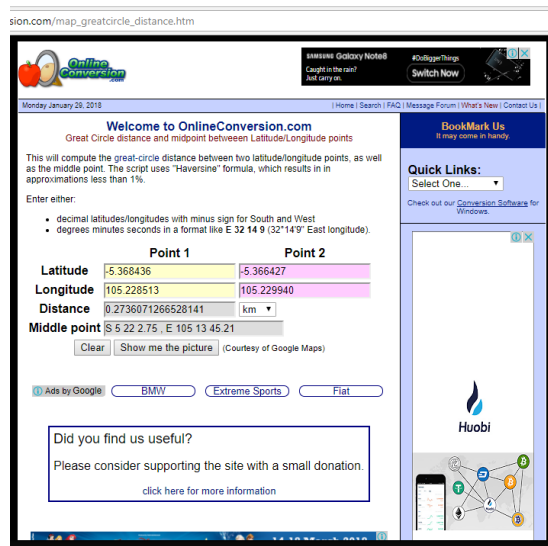 sion.com/map_greatcircle_distance.htm
Online
Conversion
.com
SAMSUNG Galaxy Note8
Caught in the rain?
Just carry on.
#DoBiggerThings
Switch Now
Monday January 29, 2018
| Home | Search | FAQ | Message Forum | What's New | Contact Us |
Welcome to OnlineConversion.com
Great Circle distance and midpoint betweeen Latitude/Longitude points
This will compute the great-circle distance between two latitude/longitude points, as well
as the middle point. The script uses "Haversine" formula, which results in in
approximations less than 1%.
Enter either:
• decimal latitudes/longitudes with minus sign for South and West
• degrees minutes seconds in a format like E 32 14 9 (32°14'9" East longitude).
Point 1 Point 2
Latitude -5.368436 -5.366427
Longitude 105.228513 105.229940
Distance 0.2736071266528141 km
Middle point S 5 22 2.75 , E 105 13 45.21
Clear Show me the picture (Courtesy of Google Maps)
Ads by Google BMW Extreme Sports Fiat
Did you find us useful?
Please consider supporting the site with a small donation.
click here for more information
BookMark Us
It may come in handy.
Quick Links:
Select One...
Check out our Conversion Software for
Windows.
Huobi